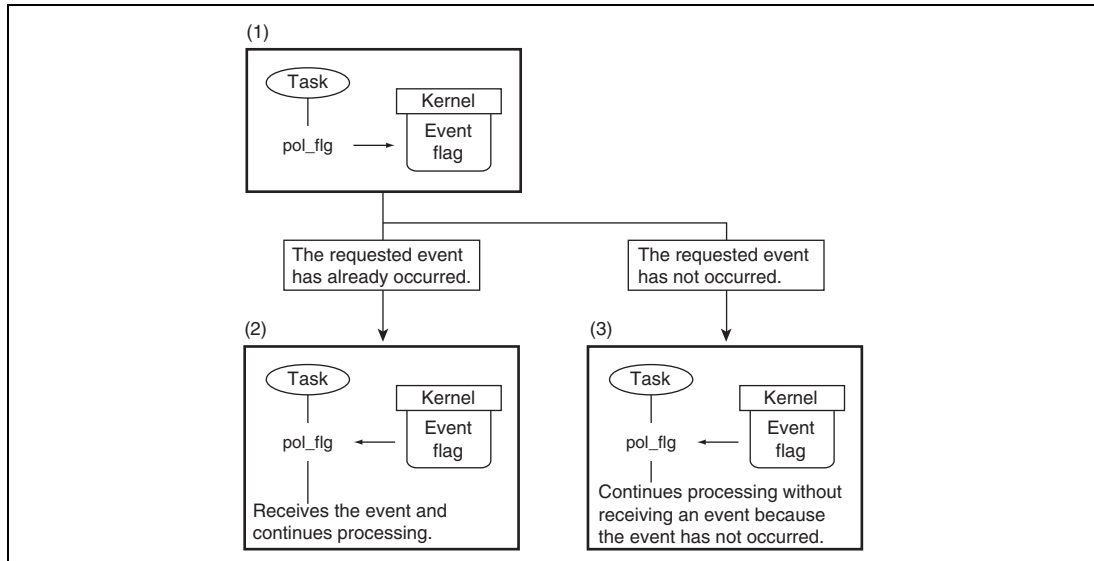 (1)
Task
Kernel
Event
flag
pol_flg
The requested event
has already occurred.
The requested event
has not occurred.
(2)
Task
Kernel
Event
flag
pol_flg
Receives the event and
continues processing.
(3)
Task
Kernel
Event
flag
pol_flg
Continues processing without
receiving an event because
the event has not occurred.